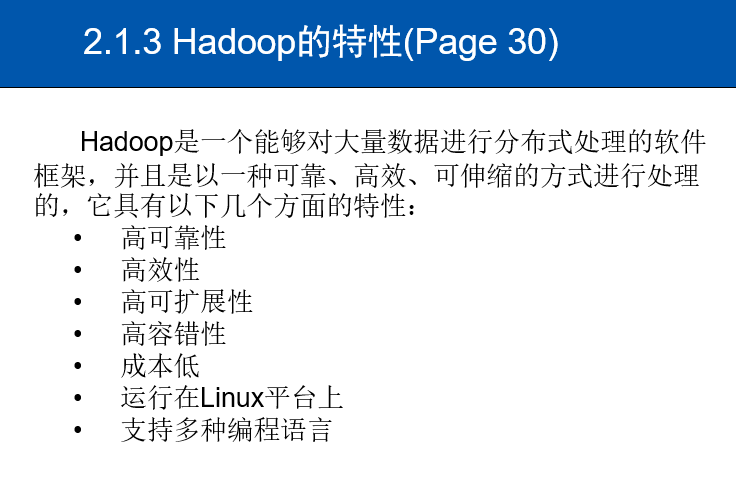 2.1.3 Hadoop的特性(Page 30)
Hadoop是一个能够对大量数据进行分布式处理的软件
框架，并且是以一种可靠、高效、可伸缩的方式进行处理
的，它具有以下几个方面的特性：
• 高可靠性
• 高效性
• 高可扩展性
• 高容错性
• 成本低
• 运行在Linux平台上
• 支持多种编程语言